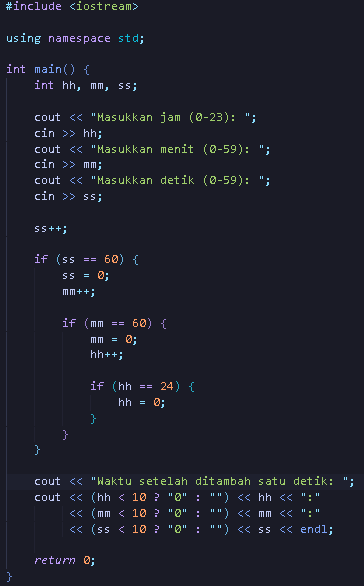 #include <iostream>
using namespace std;
int main() {
int hh, mm, ss;
cout << "Masukkan jam (0-23): ";
cin >> hh;
cout << "Masukkan menit (0-59): ";
cin >> mm;
cout << "Masukkan detik (0-59): ";
cin >> ss;
ss++;
if (ss == 60) {
ss = 0;
mm++;
if (mm == 60) {
mm = 0;
hh++;
if (hh == 24) {
hh = 0;
}
}
}
cout << "Waktu setelah ditambah satu detik: ";
cout << (hh < 10 ? "0" : "") << hh << ":"
<< (mm < 10 ? "0" : "") << mm << ":"
<< (ss < 10 ? "0" : "") << ss << endl;
return 0;
}